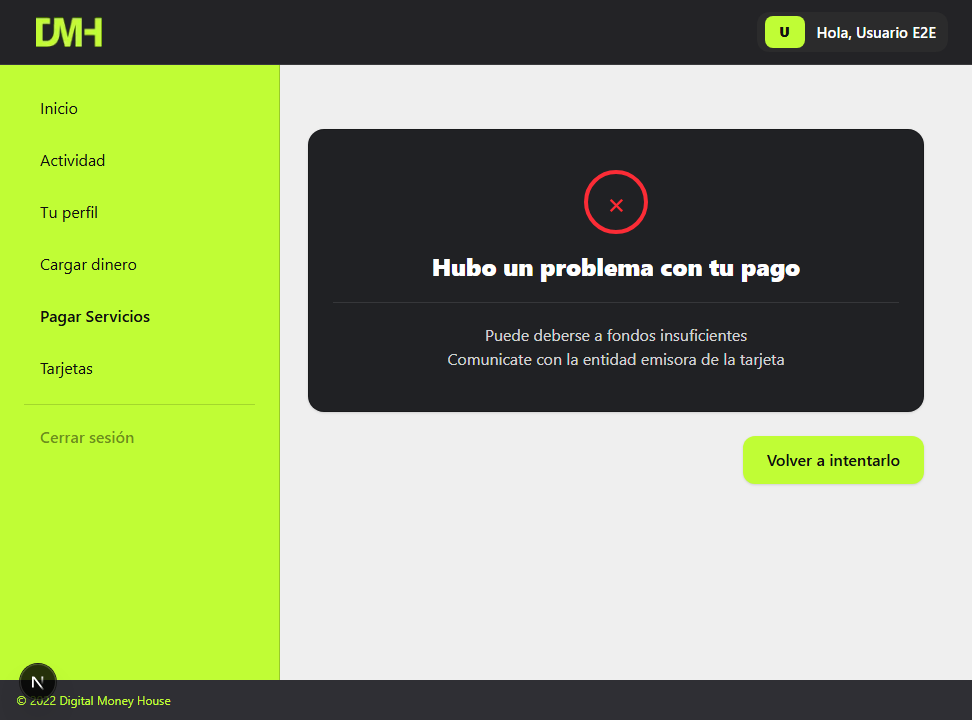 DMH
U
Hola, Usuario E2E
Inicio
Actividad
Tu perfil
Cargar dinero
Pagar Servicios
Tarjetas
Cerrar sesión
Hubo un problema con tu pago
Puede deberse a fondos insuficientes
Comunicate con la entidad emisora de la tarjeta
Volver a intentarlo
N
© 2022 Digital Money House